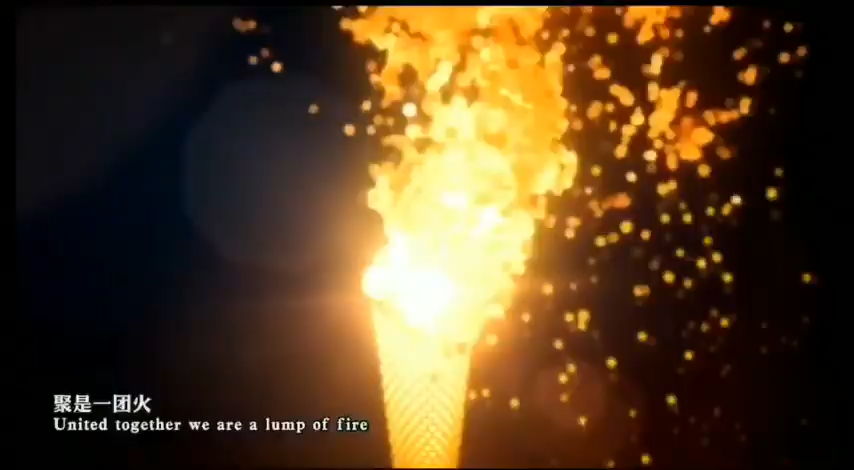 聚是一团火
United together we are a lump of fire